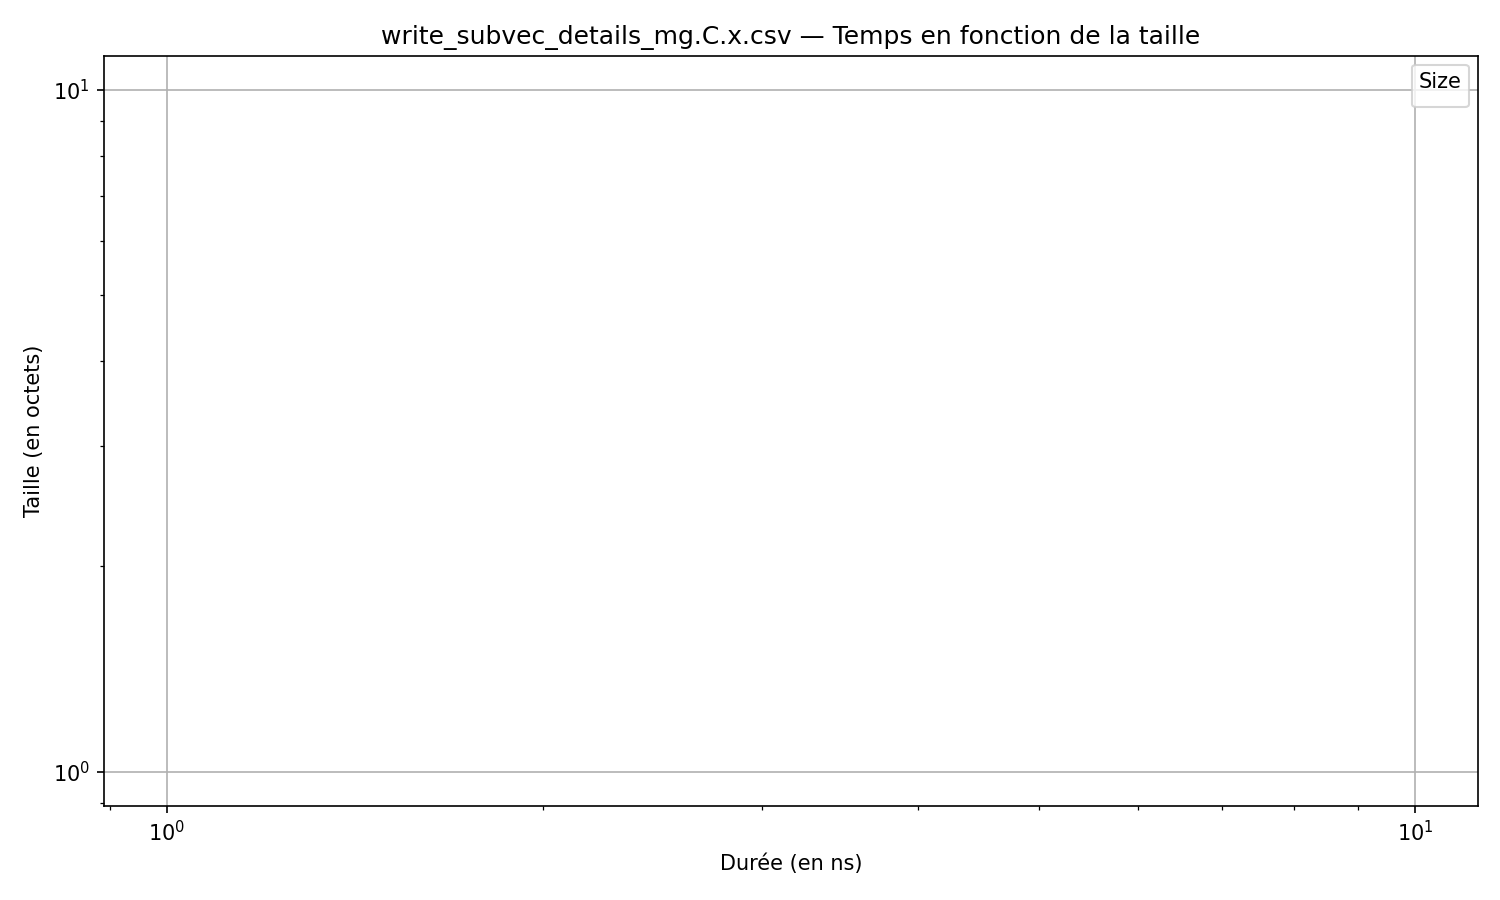 write_subvec_details_mg.C.x.csv — Temps en fonction de la taille
10¹
Size
Taille (en octets)
10⁰
10⁰
10¹
Durée (en ns)